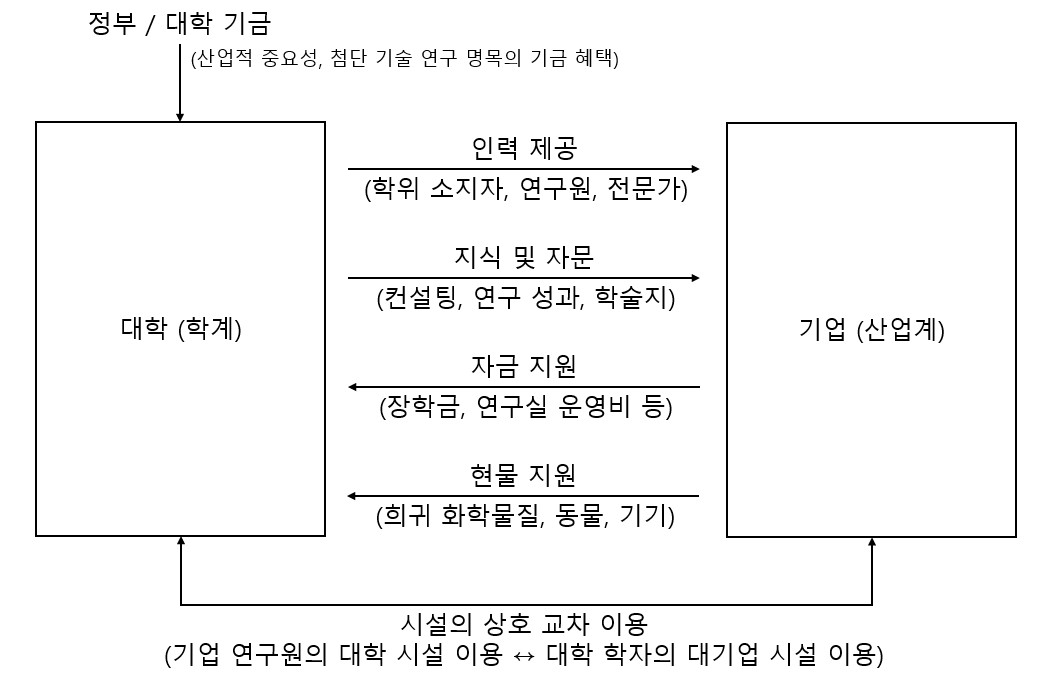 정부 / 대학 기금
(산업적 중요성, 첨단 기술 연구 명목의 기금 혜택)
인력 제공
(학위 소지자, 연구원, 전문가)
지식 및 자문
(컨설팅, 연구 성과, 학술지)
대학 (학계)
기업 (산업계)
자금 지원
(장학금, 연구실 운영비 등)
현물 지원
(희귀 화학물질, 동물, 기기)
시설의 상호 교차 이용
(기업 연구원의 대학 시설 이용 ↔ 대학 학자의 대기업 시설 이용)